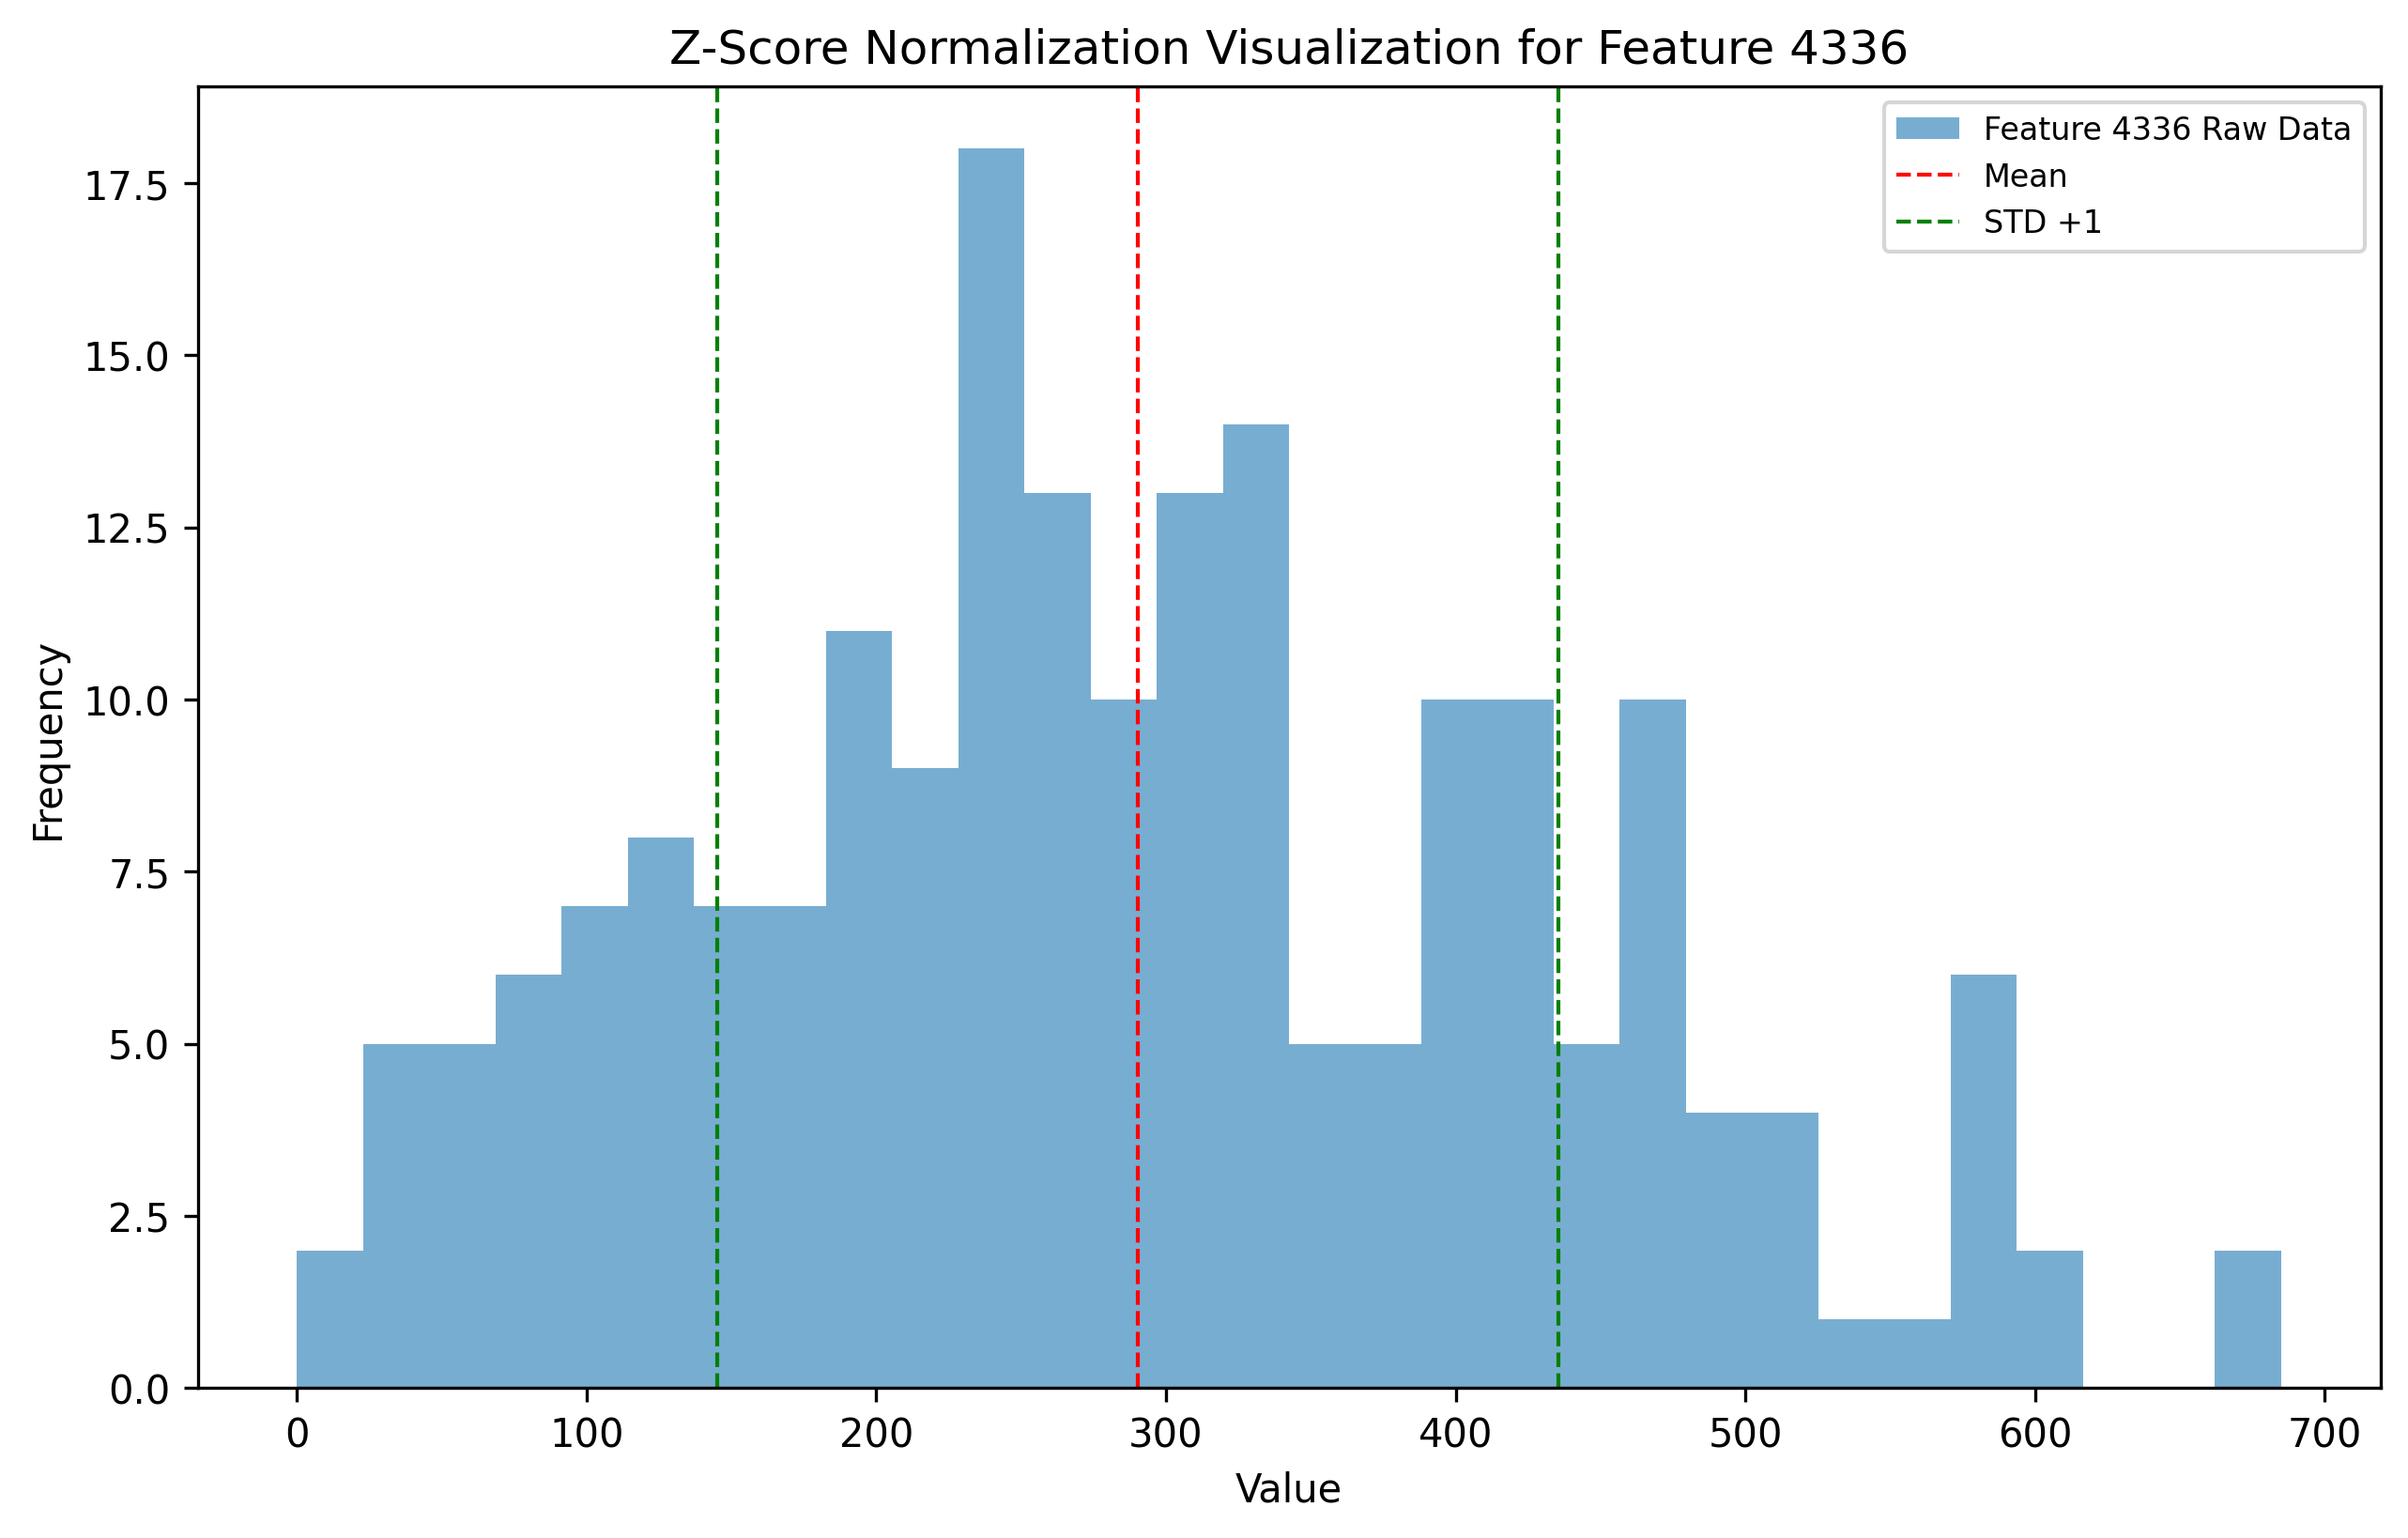 Z-Score Normalization Visualization for Feature 4336
Feature 4336 Raw Data
Mean
STD +1
Frequency
17.5
15.0
12.5
10.0
7.5
5.0
2.5
0.0
0 100 200 300 400 500 600 700
Value